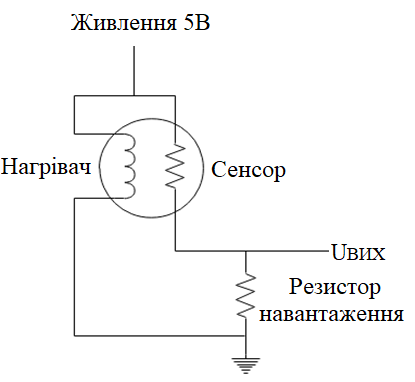 Живлення 5В
Нагрівач
Сенсор
Uвих
Резистор
навантаження